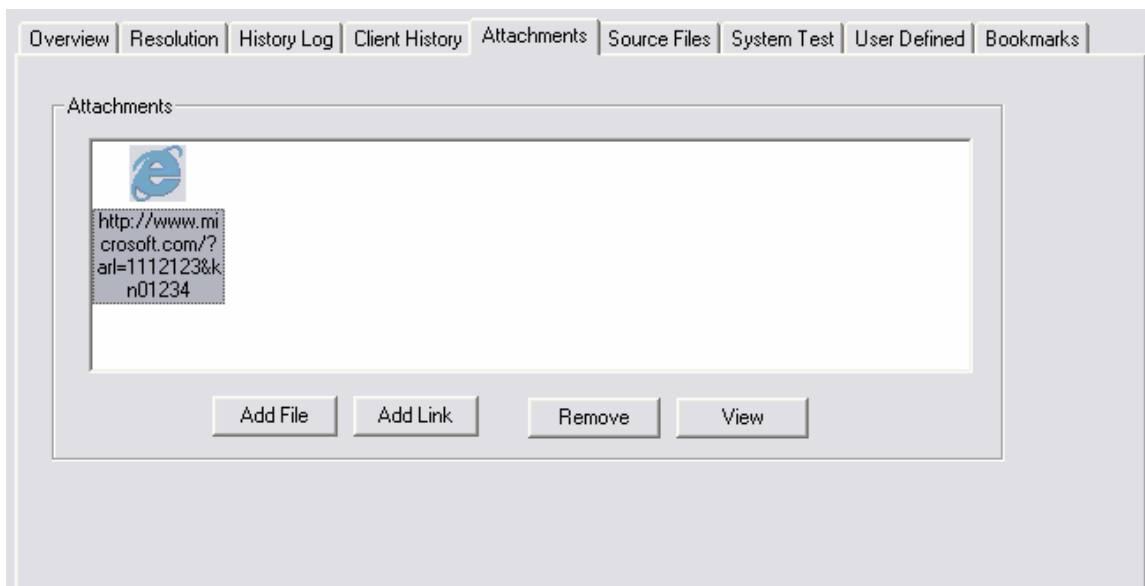 Overview Resolution History Log Client History Attachments Source Files System Test User Defined Bookmarks
Attachments
http://www.mi
crosoft.com/?
arl=1112123&k
n01234
Add File Add Link Remove View